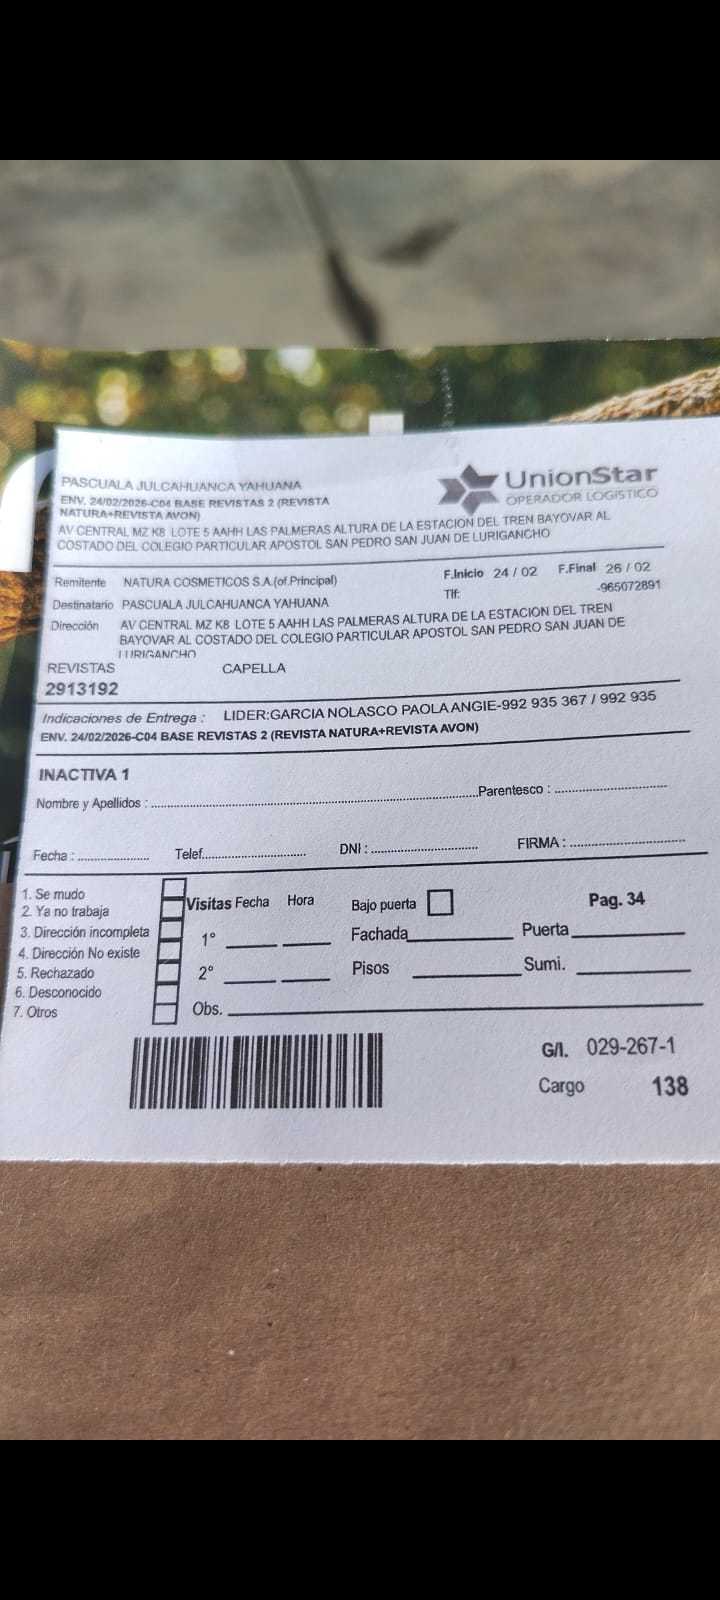 PASCUALA JULCAHUANCA YAHUANA
ENV. 24/02/2026-C04 BASE REVISTAS 2 (REVISTA
NATURA+REVISTA AVON)
UnionStar
OPERADOR LOGISTICO
AV CENTRAL MZ K8 LOTE 5 AAHH LAS PALMERAS ALTURA DE LA ESTACION DEL TREN BAYOVAR AL
COSTADO DEL COLEGIO PARTICULAR APOSTOL SAN PEDRO SAN JUAN DE LURIGANCHO
Remitente NATURA COSMETICOS S.A.(of.Principal)
F.Inicio 24 / 02 F.Final 26 / 02
Destinatario PASCUALA JULCAHUANCA YAHUANA
Tlf: -965072891
Dirección AV CENTRAL MZ K8 LOTE 5 AAHH LAS PALMERAS ALTURA DE LA ESTACION DEL TREN
BAYOVAR AL COSTADO DEL COLEGIO PARTICULAR APOSTOL SAN PEDRO SAN JUAN DE
LURIGANCHO
REVISTAS CAPELLA
2913192
Indicaciones de Entrega : LIDER:GARCIA NOLASCO PAOLA ANGIE-992 935 367 / 992 935
ENV. 24/02/2026-C04 BASE REVISTAS 2 (REVISTA NATURA+REVISTA AVON)
INACTIVA 1
Nombre y Apellidos : Parentesco :
Fecha : Telef. DNI : FIRMA :
1. Se mudo
2. Ya no trabaja
3. Dirección incompleta
4. Dirección No existe
5. Rechazado
6. Desconocido
7. Otros
Visitas Fecha Hora Bajo puerta Pag. 34
1° Fachada Puerta
2° Pisos Sumi.
Obs.
G/I. 029-267-1
Cargo 138